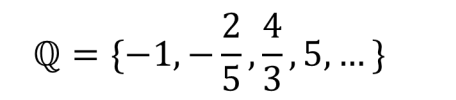 ℚ = {−1, −2/5, 4/3, 5, … }